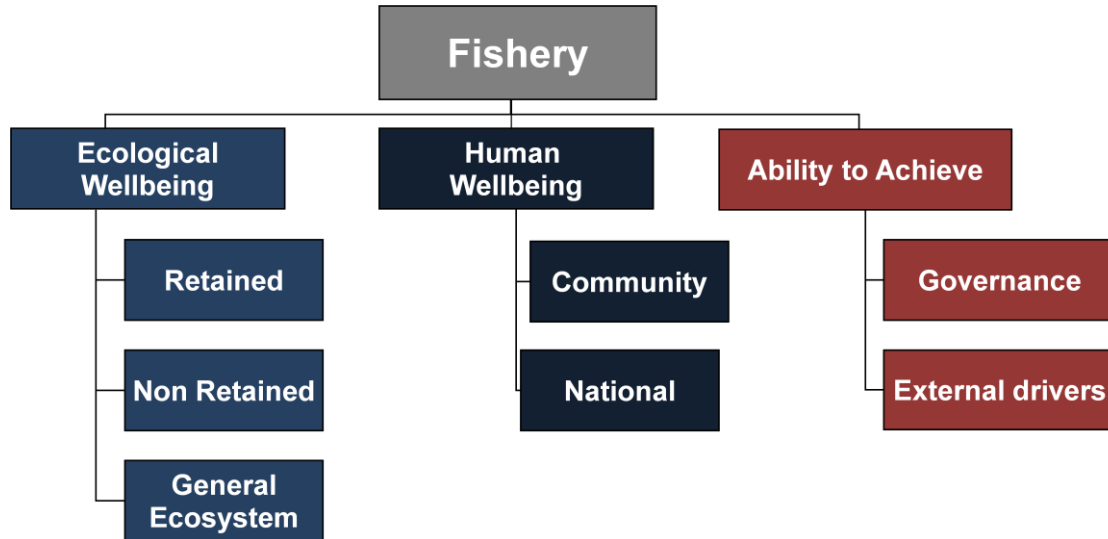 Fishery
Ecological
Wellbeing
Human
Wellbeing
Ability to Achieve
Retained
Community
Governance
Non Retained
National
External drivers
General
Ecosystem